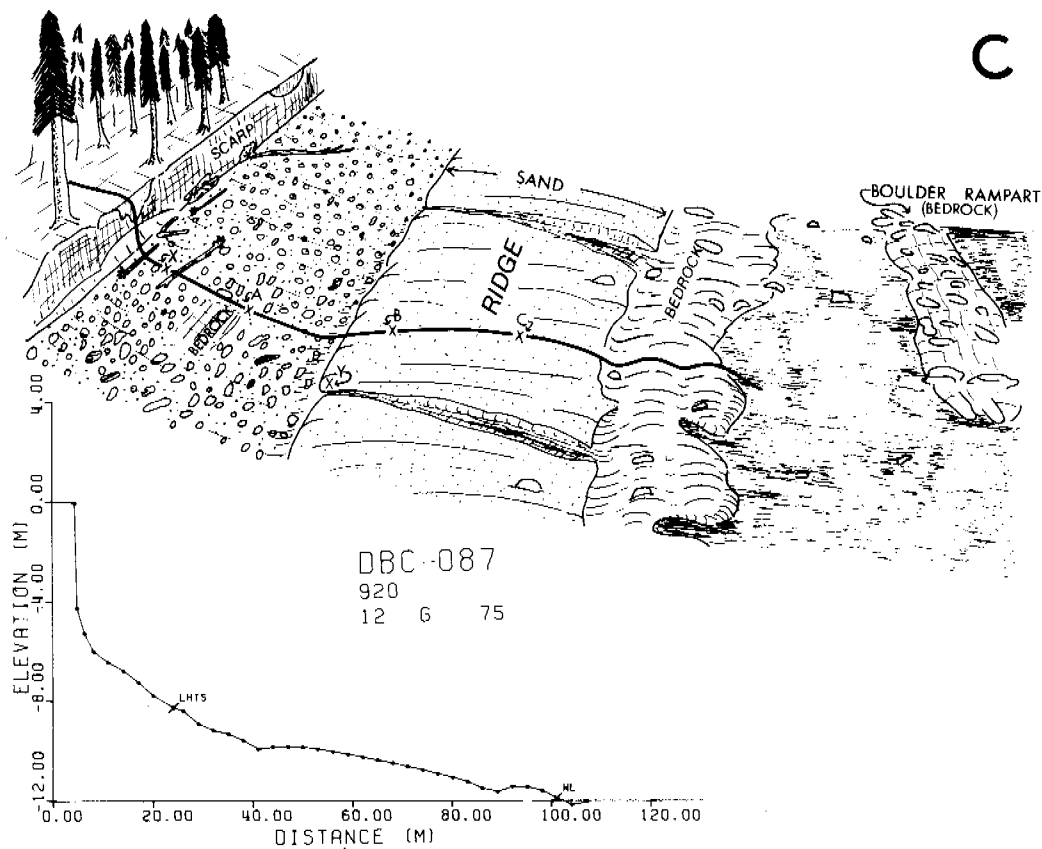 C
SCARP
SAND
BOULDER RAMPART
(BEDROCK)
RIDGE
BEDROCK
X
A
X
BEDROCK
B
X
X
Y
X
DBC-087
920
12 G 75
ELEVATION (M)
4.00
0.00
-4.00
-8.00
-12.00
LHTS
WL
0.00 20.00 40.00 60.00 80.00 100.00 120.00
DISTANCE (M)